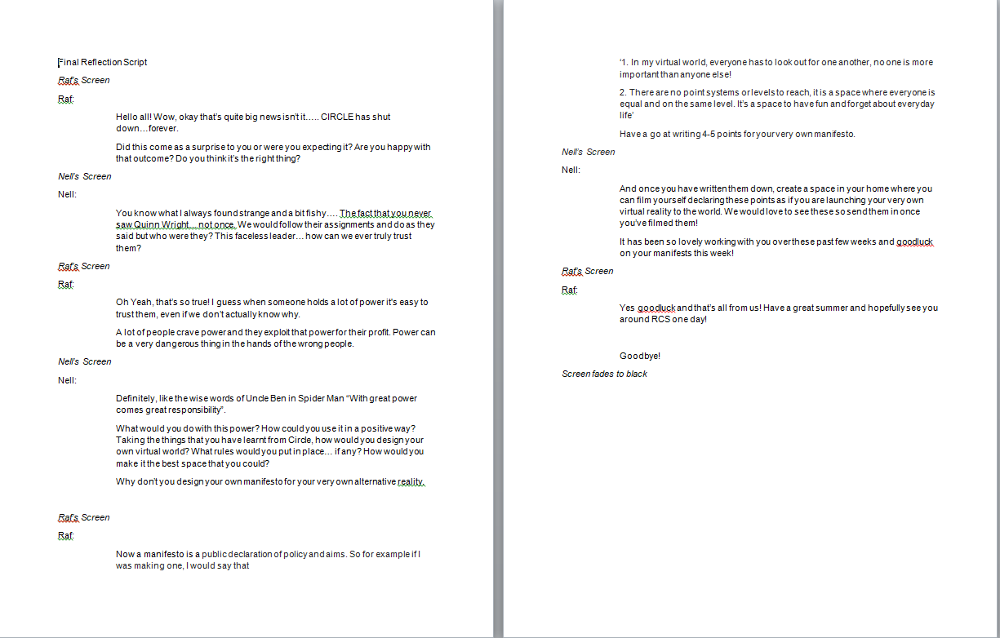 Final Reflection Script
Raf's Screen
Raf:
Hello all! Wow, okay that's quite big news isn't it….. CIRCLE has shut
down…forever.
Did this come as a surprise to you or were you expecting it? Are you happy with
that outcome? Do you think it's the right thing?
Nell's Screen
Nell:
You know what I always found strange and a bit fishy…. The fact that you never
saw Quinn Wright… not once. We would follow their assignments and do as they
said but who were they? This faceless leader… how can we ever truly trust
them?
Raf's Screen
Raf:
Oh Yeah, that's so true! I guess when someone holds a lot of power it's easy to
trust them, even if we don't actually know why.
A lot of people crave power and they exploit that power for their profit. Power can
be a very dangerous thing in the hands of the wrong people.
Nell's Screen
Nell:
Definitely, like the wise words of Uncle Ben in Spider Man “With great power
comes great responsibility”.
What would you do with this power? How could you use it in a positive way?
Taking the things that you have learnt from Circle, how would you design your
own virtual world? What rules would you put in place… if any? How would you
make it the best space that you could?
Why don't you design your own manifesto for your very own alternative reality.
Raf's Screen
Raf:
Now a manifesto is a public declaration of policy and aims. So for example if I
was making one, I would say that
‘1. In my virtual world, everyone has to look out for one another, no one is more
important than anyone else!
2. There are no point systems or levels to reach, it is a space where everyone is
equal and on the same level. It's a space to have fun and forget about everyday
life’
Have a go at writing 4-5 points for your very own manifesto.
Nell's Screen
Nell:
And once you have written them down, create a space in your home where you
can film yourself declaring these points as if you are launching your very own
virtual reality to the world. We would love to see these so send them in once
you've filmed them!
It has been so lovely working with you over these past few weeks and goodluck
on your manifests this week!
Raf's Screen
Raf:
Yes goodluck and that's all from us! Have a great summer and hopefully see you
around RCS one day!
Goodbye!
Screen fades to black